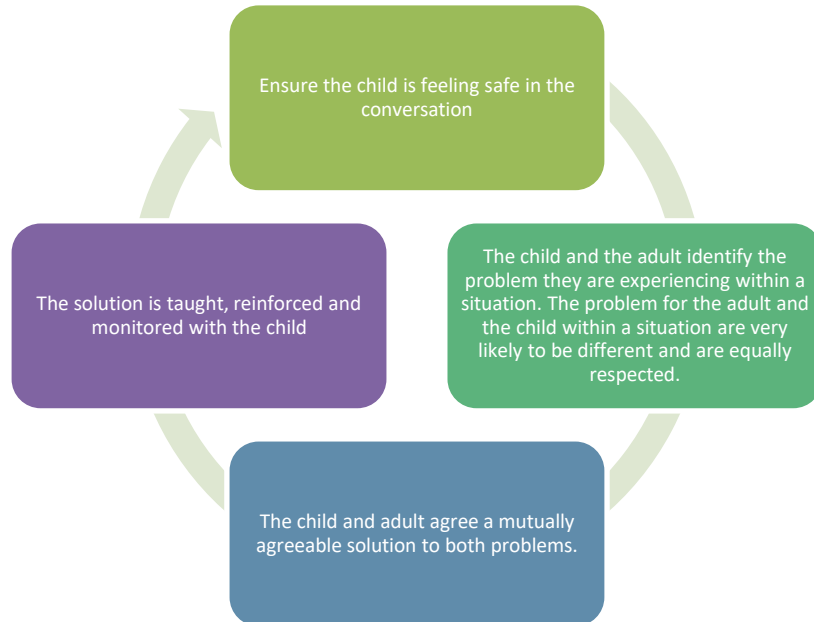 Ensure the child is feeling safe in the
conversation
The child and the adult identify the
problem they are experiencing within a
situation. The problem for the adult and
the child within a situation are very
likely to be different and are equally
respected.
The child and adult agree a mutually
agreeable solution to both problems.
The solution is taught, reinforced and
monitored with the child